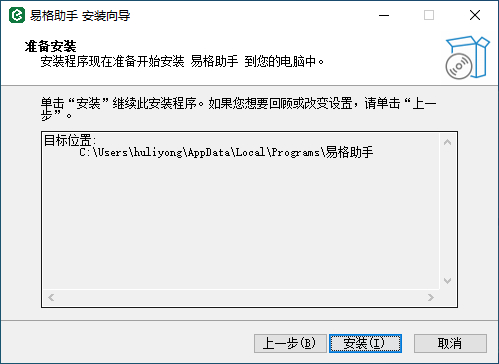 易格助手 安装向导
准备安装
安装程序现在准备开始安装 易格助手 到您的电脑中。
单击“安装”继续此安装程序。如果您想要回顾或改变设置，请单击“上一
步”。
目标位置:
C:\Users\huliyong\AppData\Local\Programs\易格助手
上一步(B)
安装(I)
取消